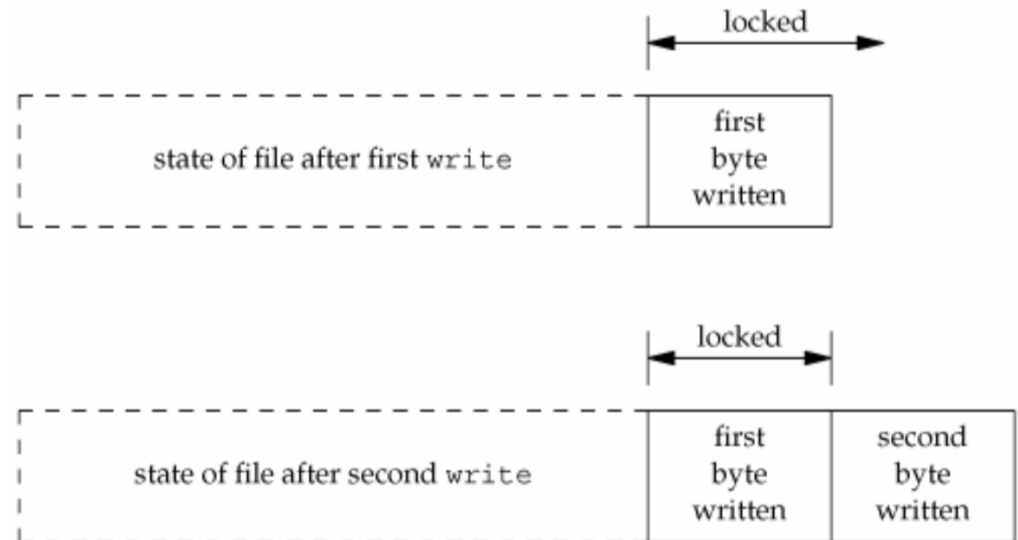 locked
first
byte
written
state of file after first write
locked
first
byte
written
second
byte
written
state of file after second write